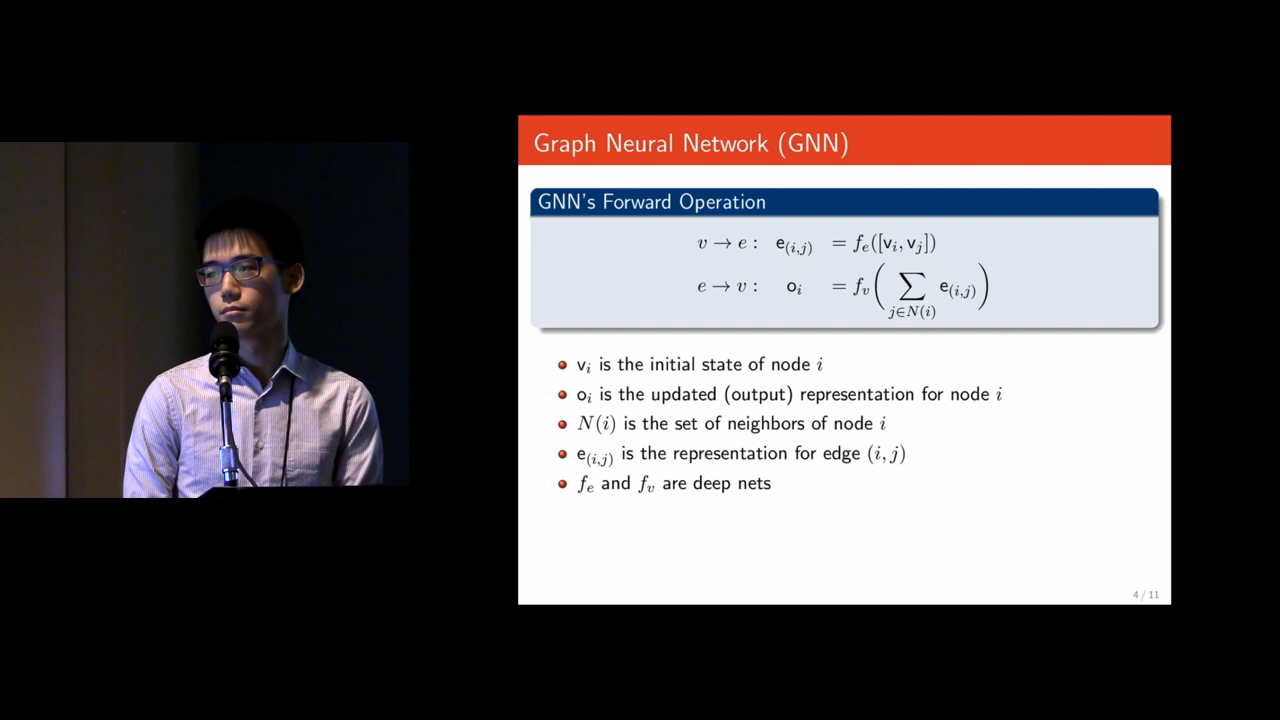 Graph Neural Network (GNN)
GNN's Forward Operation
v → e : e(i,j) = fe([vi, vj])
e → v : oi = fv( ∑j∈N(i) e(i,j) )
vi is the initial state of node i
oi is the updated (output) representation for node i
N(i) is the set of neighbors of node i
e(i,j) is the representation for edge (i, j)
fe and fv are deep nets
4 / 11